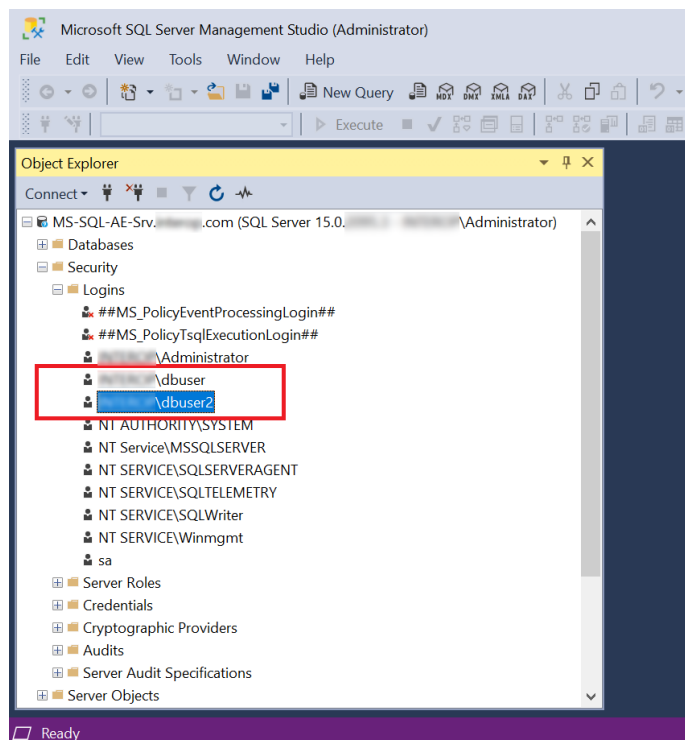 Microsoft SQL Server Management Studio (Administrator)
File Edit View Tools Window Help
New Query MDX DMX XMLA DAX
Execute
Object Explorer
Connect
MS-SQL-AE-Srv. .com (SQL Server 15.0. \Administrator)
Databases
Security
Logins
##MS_PolicyEventProcessingLogin##
##MS_PolicyTsqlExecutionLogin##
\Administrator
\dbuser
\dbuser2
NT AUTHORITY\SYSTEM
NT Service\MSSQLSERVER
NT SERVICE\SQLSERVERAGENT
NT SERVICE\SQLTELEMETRY
NT SERVICE\SQLWriter
NT SERVICE\Winmgmt
sa
Server Roles
Credentials
Cryptographic Providers
Audits
Server Audit Specifications
Server Objects
Ready